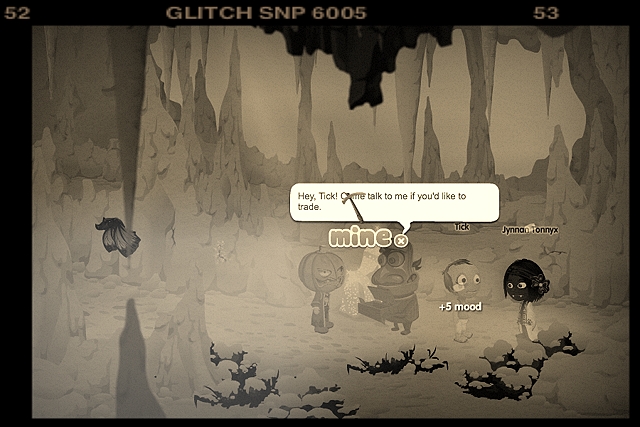 52 GLITCH SNP 6005 53
Hey, Tick! Come talk to me if you'd like to
trade.
Tick
Jynnan Tonnyx
mine x
+5 mood